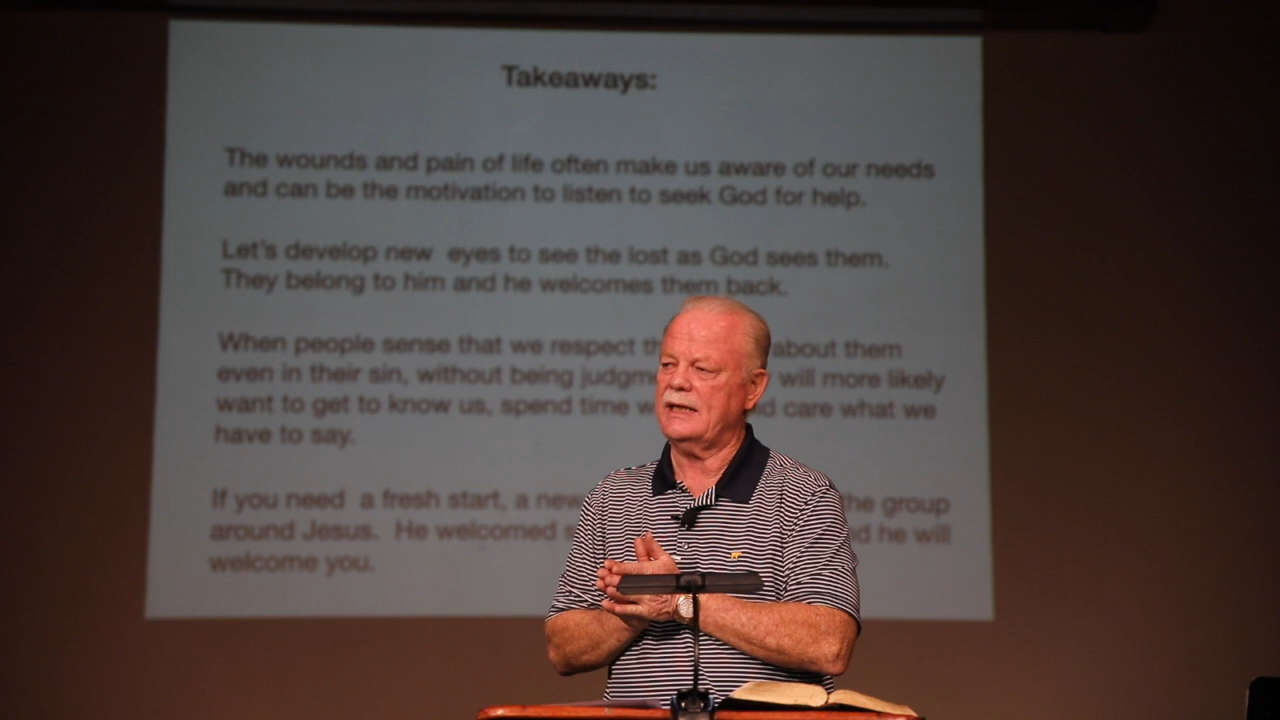 Takeaways:
The wounds and pain of life often make us aware of our needs
and can be the motivation to listen to seek God for help.
Let's develop new eyes to see the lost as God sees them.
They belong to him and he welcomes them back.
When people sense that we respect about them
even in their sin, without being will more likely
want to get to know us, spend time care what we
have to say.
If you need a fresh start, a new the group
around Jesus. He welcomed he will
welcome you.